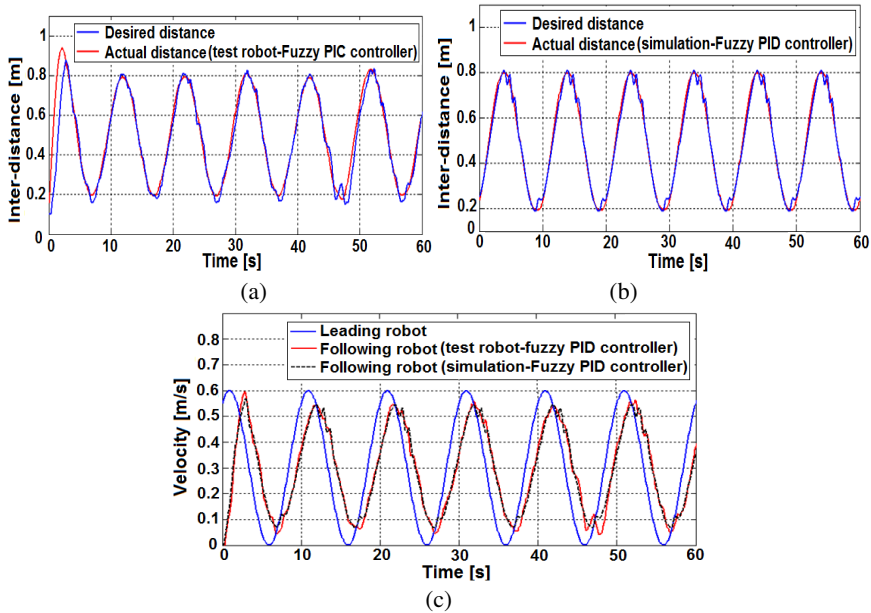 Desired distance
Actual distance (test robot-Fuzzy PIC controller)
Inter-distance [m]
1
0.8
0.6
0.4
0.2
0
0 10 20 30 40 50 60
Time [s]
(a)
Desired distance
Actual distance (simulation-Fuzzy PID controller)
Inter-distance [m]
1.0
0.8
0.6
0.4
0.2
0
0 10 20 30 40 50 60
Time [s]
(b)
Leading robot
Following robot (test robot-fuzzy PID controller)
Following robot (simulation-Fuzzy PID controller)
Velocity [m/s]
0.8
0.7
0.6
0.5
0.4
0.3
0.2
0.1
0
0 10 20 30 40 50 60
Time [s]
(c)